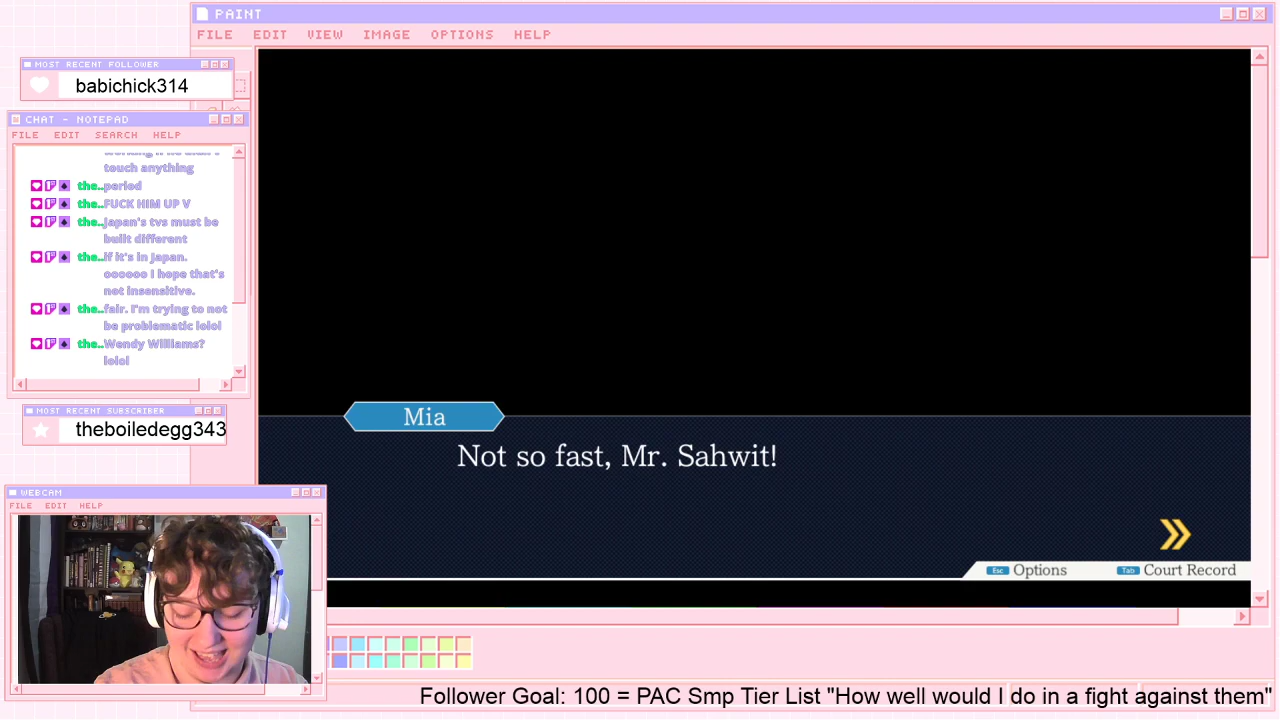 PAINT
FILE EDIT VIEW IMAGE OPTIONS HELP
MOST RECENT FOLLOWER
babichick314
CHAT - NOTEPAD
FILE EDIT SEARCH HELP
touch anything
the..period
the..FUCK HIM UP V
the..Japan's tvs must be
built different
the..if it's in Japan.
oooooo I hope that's
not insensitive.
the..fair. I'm trying to not
be problematic lolol
the..Wendy Williams?
lolol
MOST RECENT SUBSCRIBER
theboiledegg343
WEBCAM
FILE EDIT HELP
Mia
Not so fast, Mr. Sahwit!
Esc Options Tab Court Record
Follower Goal: 100 = PAC Smp Tier List "How well would I do in a fight against them"